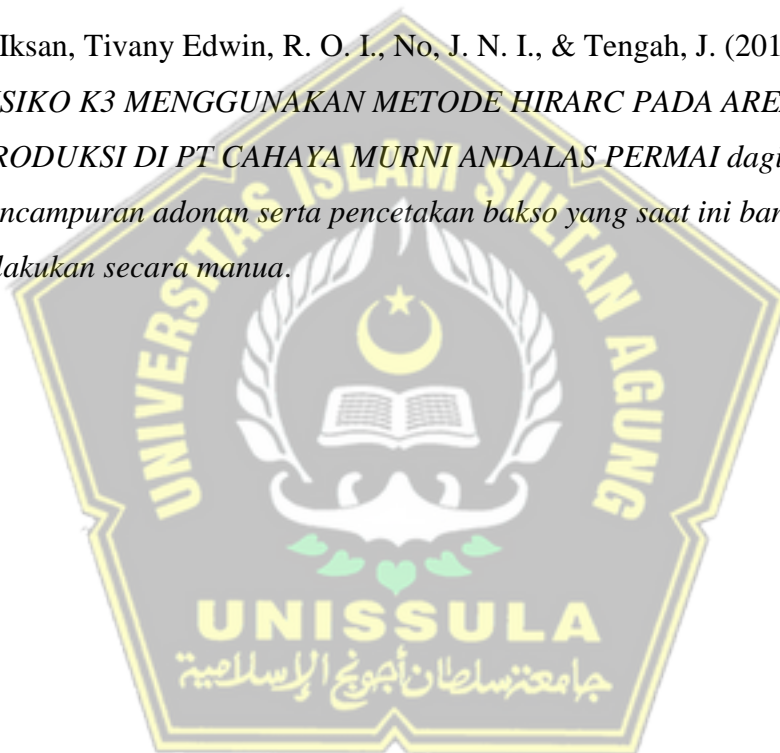 Iksan, Tivany Edwin, R. O. I., No, J. N. I., & Tengah, J. (201
SIKO K3 MENGGUNAKAN METODE HIRARC PADA ARE
RODUKSI DI PT CAHAYA MURNI ANDALAS PERMAI dagi
ncampuran adonan serta pencetakan bakso yang saat ini ban
lakukan secara manua.
UNIVERSITAS ISLAM SULTAN AGUNG
UNISSULA
جامعتنسلطان أجونج الإسلامية